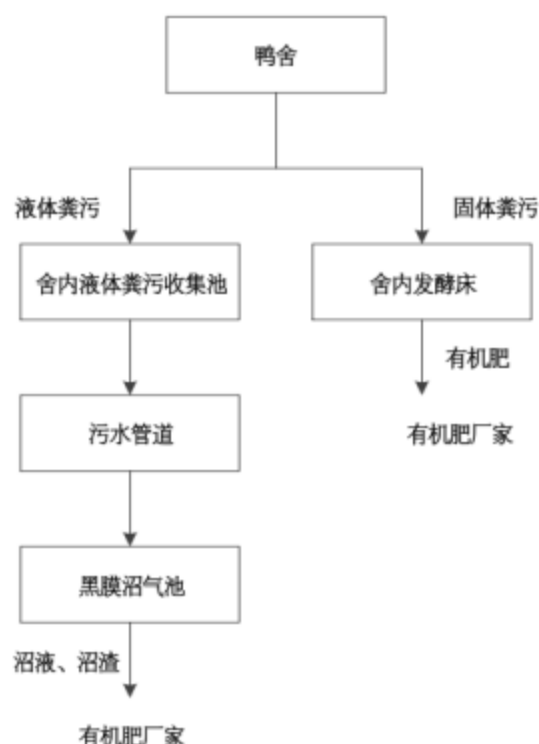 鸭舍
液体粪污
固体粪污
舍内液体粪污收集池
舍内发酵床
有机肥
污水管道
有机肥厂家
黑膜沼气池
沼液、沼渣
有机肥厂家